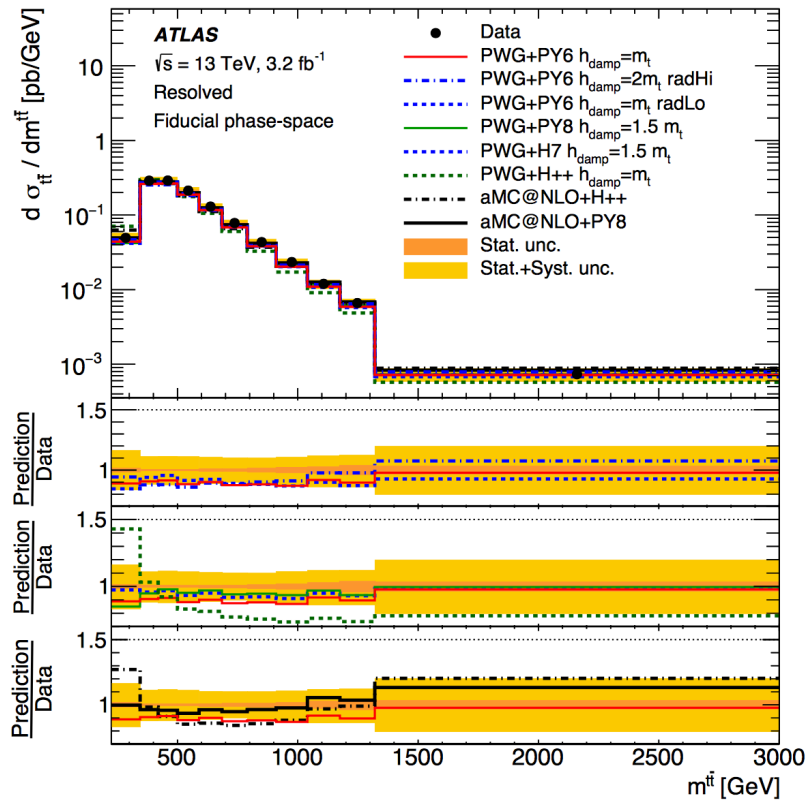 ATLAS
√s = 13 TeV, 3.2 fb⁻¹
Resolved
Fiducial phase-space
Data
PWG+PY6 h_damp=m_t
PWG+PY6 h_damp=2m_t radHi
PWG+PY6 h_damp=m_t radLo
PWG+PY8 h_damp=1.5 m_t
PWG+H7 h_damp=1.5 m_t
PWG+H++ h_damp=m_t
aMC@NLO+H++
aMC@NLO+PY8
Stat. unc.
Stat.+Syst. unc.
d σ_tt̄ / dm^tt̄ [pb/GeV]
10
1
10⁻¹
10⁻²
10⁻³
Prediction
Data
1.5
1
Prediction
Data
1.5
1
Prediction
Data
1.5
1
500 1000 1500 2000 2500 3000
m^tt̄ [GeV]